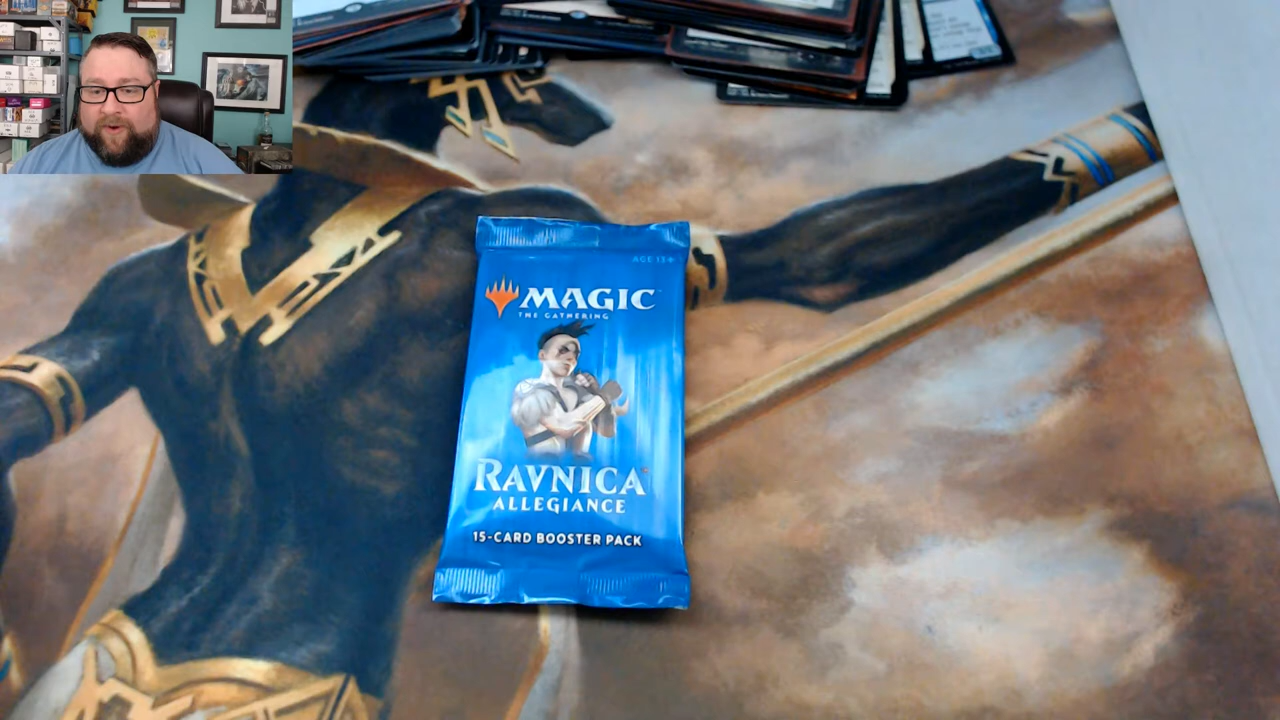 AGE 13+
MAGIC
THE GATHERING
RAVNICA
ALLEGIANCE
15-CARD BOOSTER PACK